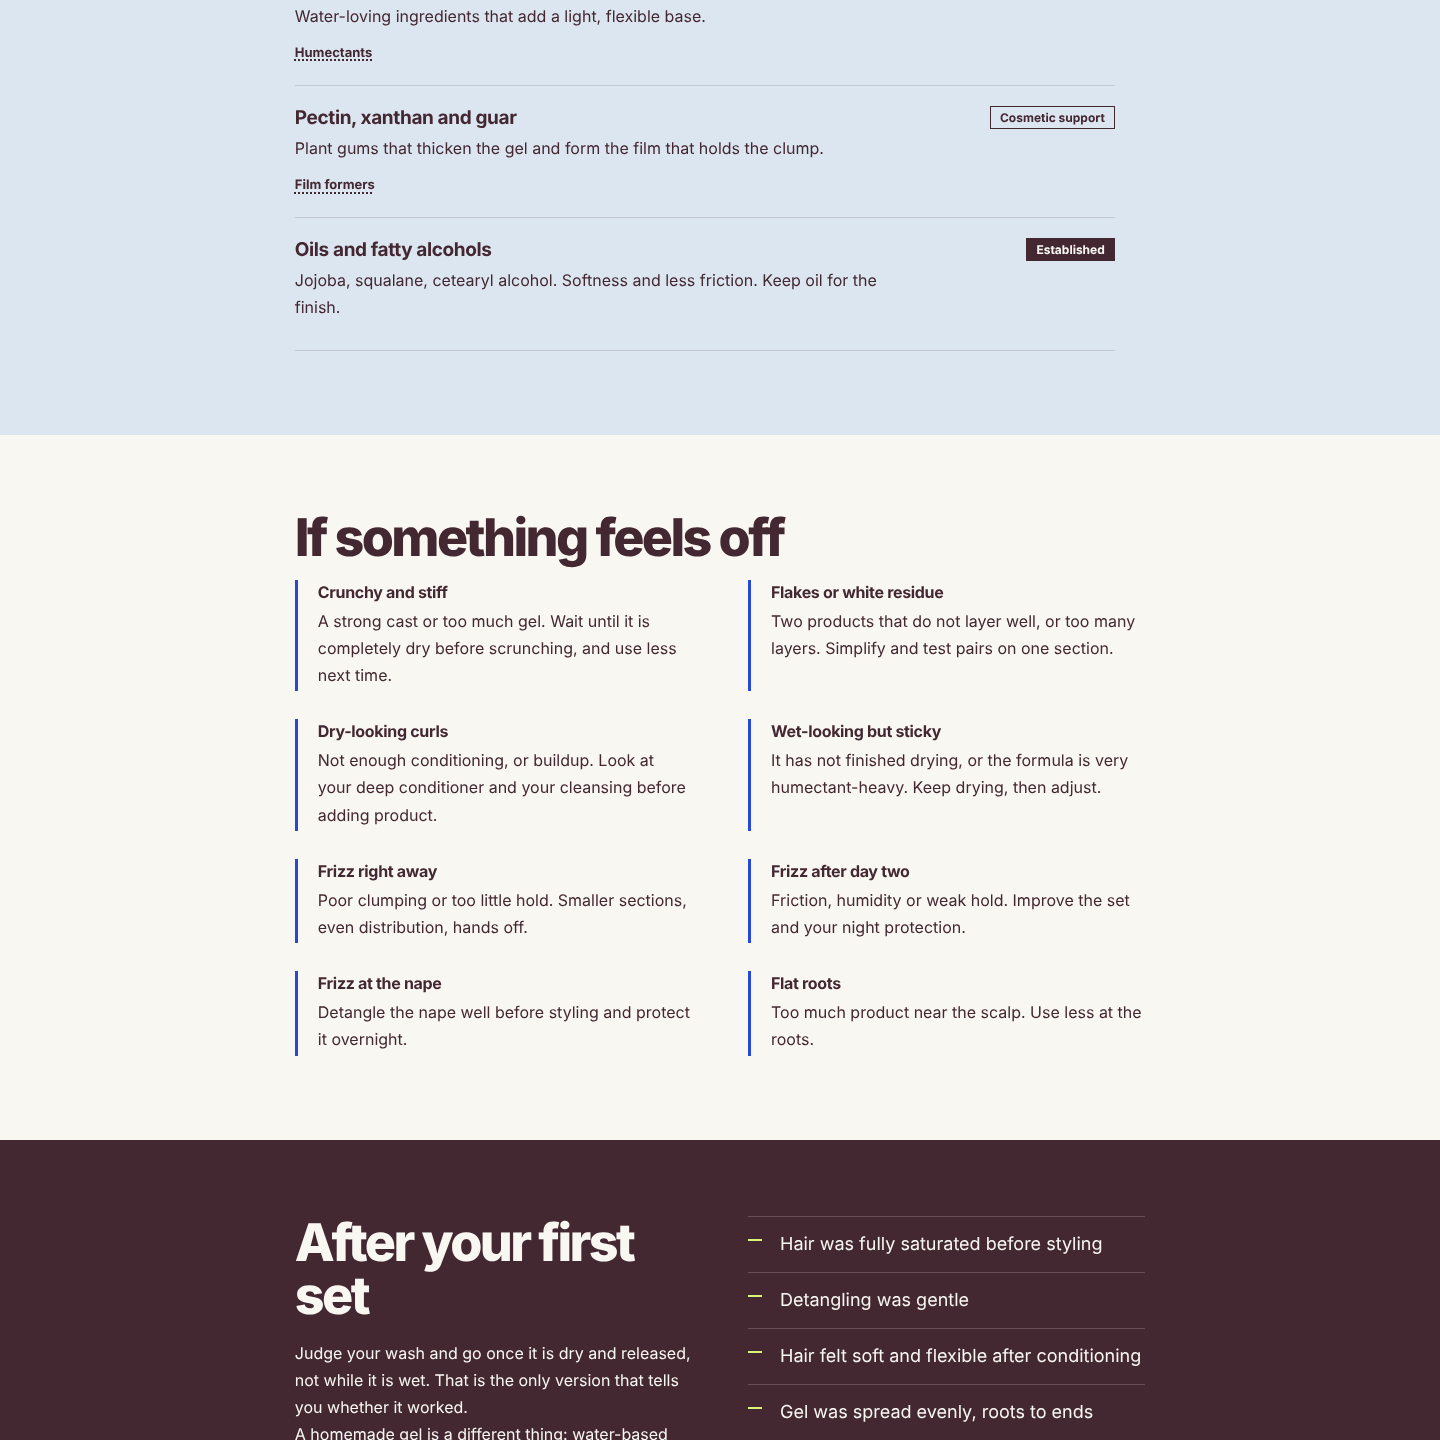 Water-loving ingredients that add a light, flexible base.
Humectants
Pectin, xanthan and guar
Cosmetic support
Plant gums that thicken the gel and form the film that holds the clump.
Film formers
Oils and fatty alcohols
Established
Jojoba, squalane, cetearyl alcohol. Softness and less friction. Keep oil for the
finish.
If something feels off
Crunchy and stiff
A strong cast or too much gel. Wait until it is
completely dry before scrunching, and use less
next time.
Flakes or white residue
Two products that do not layer well, or too many
layers. Simplify and test pairs on one section.
Dry-looking curls
Not enough conditioning, or buildup. Look at
your deep conditioner and your cleansing before
adding product.
Wet-looking but sticky
It has not finished drying, or the formula is very
humectant-heavy. Keep drying, then adjust.
Frizz right away
Poor clumping or too little hold. Smaller sections,
even distribution, hands off.
Frizz after day two
Friction, humidity or weak hold. Improve the set
and your night protection.
Frizz at the nape
Detangle the nape well before styling and protect
it overnight.
Flat roots
Too much product near the scalp. Use less at the
roots.
After your first
set
Judge your wash and go once it is dry and released,
not while it is wet. That is the only version that tells
you whether it worked.
A homemade gel is a different thing: water-based
Hair was fully saturated before styling
Detangling was gentle
Hair felt soft and flexible after conditioning
Gel was spread evenly, roots to ends